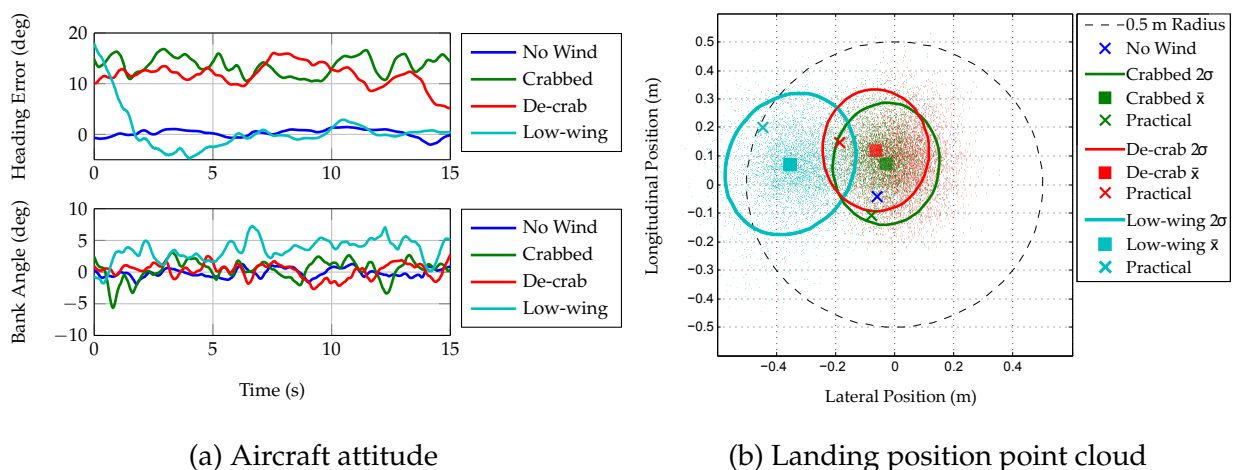 Heading Error (deg)
20
10
0
0
5
10
15
No Wind
Crabbed
De-crab
Low-wing
Bank Angle (deg)
10
5
0
−5
−10
0
5
10
15
Time (s)
No Wind
Crabbed
De-crab
Low-wing
(a) Aircraft attitude
Longitudinal Position (m)
0.5
0.4
0.3
0.2
0.1
0
−0.1
−0.2
−0.3
−0.4
−0.5
−0.4
−0.2
0
0.2
0.4
Lateral Position (m)
0.5 m Radius
No Wind
Crabbed 2σ
Crabbed x̄
Practical
De-crab 2σ
De-crab x̄
Practical
Low-wing 2σ
Low-wing x̄
Practical
(b) Landing position point cloud